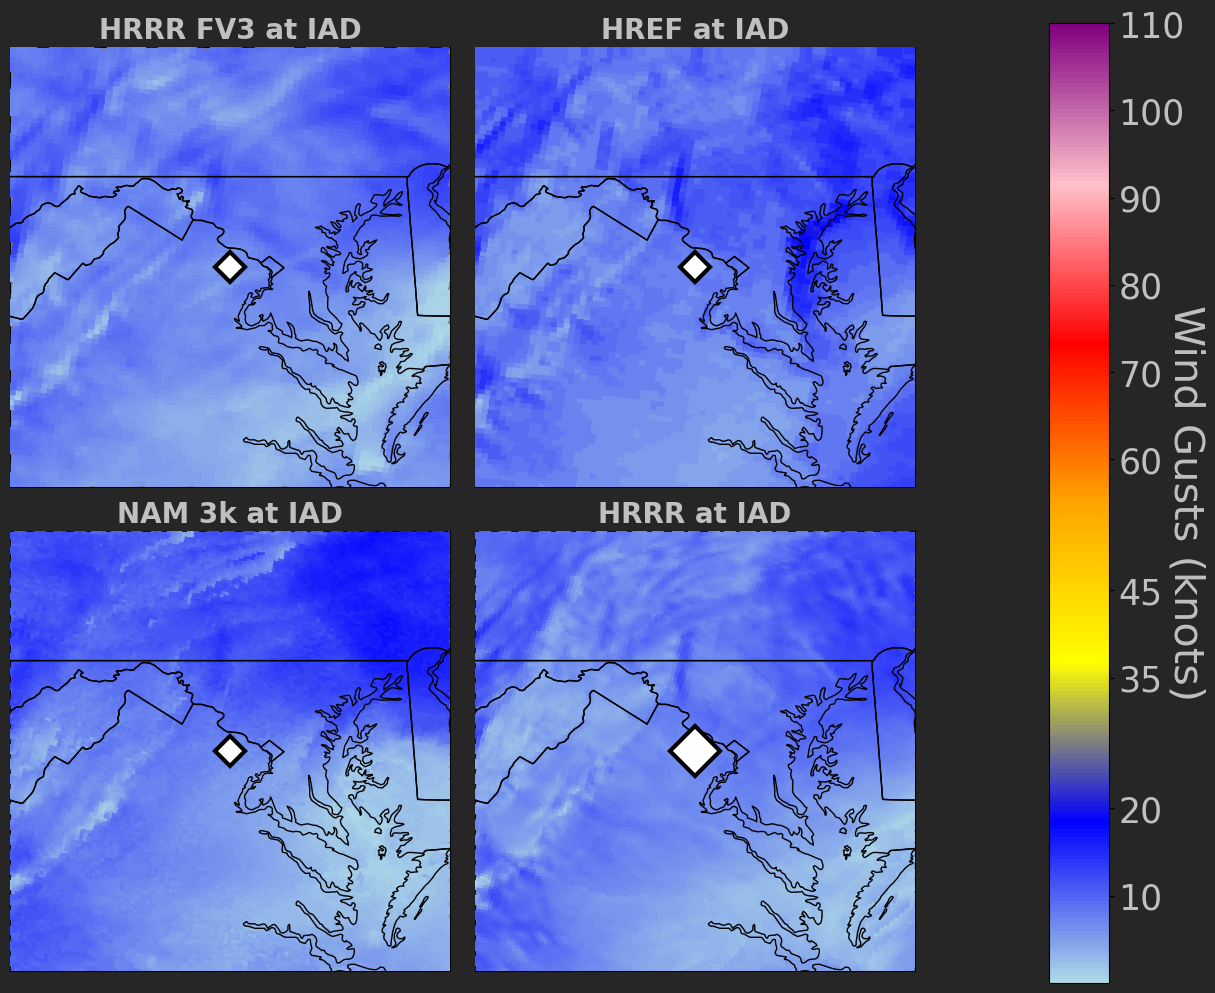 HRRR FV3 at IAD
HREF at IAD
NAM 3k at IAD
HRRR at IAD
110
100
90
80
70
60
45
35
20
10
Wind Gusts (knots)